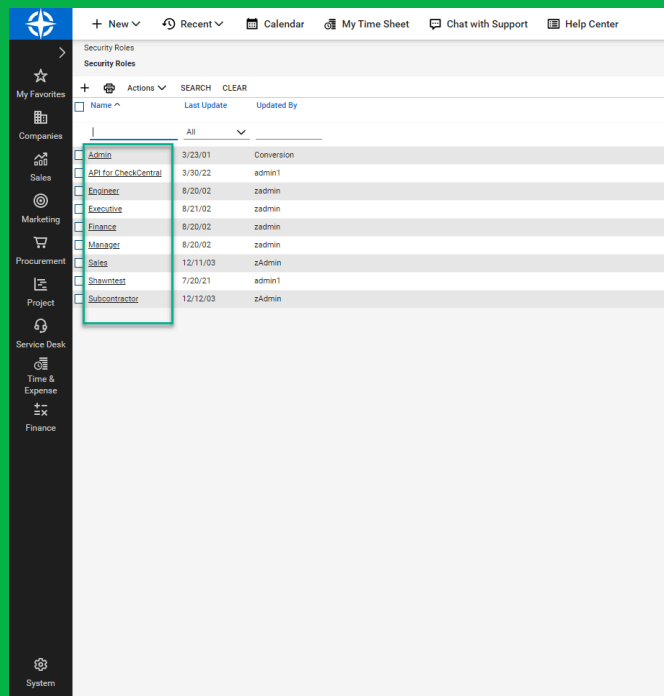 New Recent Calendar My Time Sheet Chat with Support Help Center
Security Roles
Security Roles
My Favorites
Companies
Sales
Marketing
Procurement
Project
Service Desk
Time &
Expense
Finance
System
Actions SEARCH CLEAR
Name Last Update Updated By
All
Admin 3/23/01 Conversion
API for CheckCentral 3/30/22 admin1
Engineer 8/20/02 zadmin
Executive 8/21/02 zadmin
Finance 8/20/02 zadmin
Manager 8/20/02 zadmin
Sales 12/11/03 zAdmin
Shawntest 7/20/21 admin1
Subcontractor 12/12/03 zAdmin